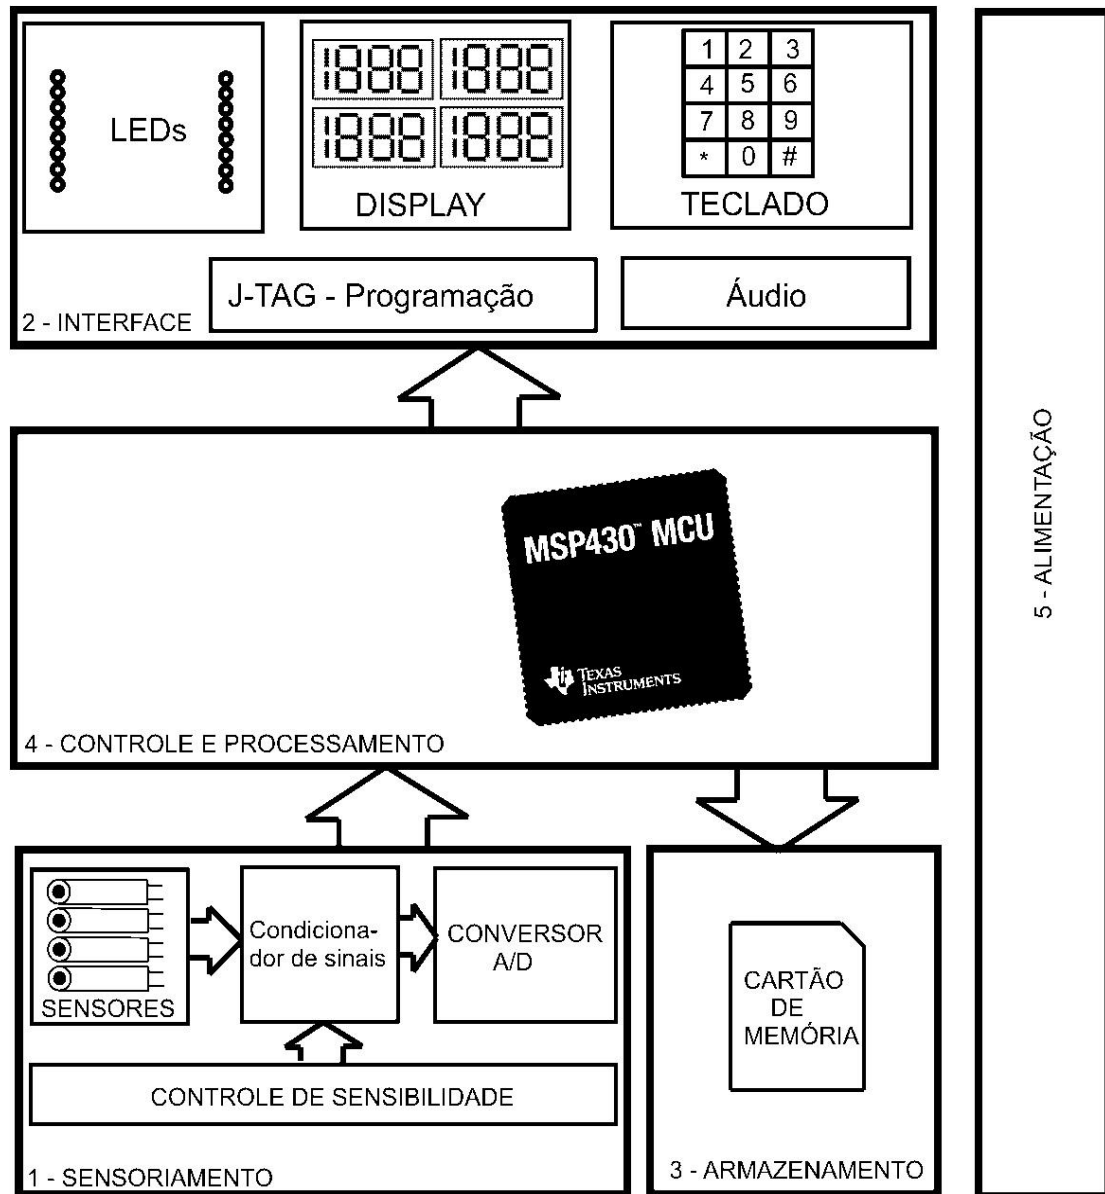 LEDs
1888 1888
1888 1888
DISPLAY
1 2 3
4 5 6
7 8 9
* 0 #
TECLADO
J-TAG - Programação
Áudio
2 - INTERFACE
MSP430™ MCU
TEXAS
INSTRUMENTS
4 - CONTROLE E PROCESSAMENTO
SENSORES
Condiciona-
dor de sinais
CONVERSOR
A/D
CONTROLE DE SENSIBILIDADE
1 - SENSORIAMENTO
CARTÃO
DE
MEMÓRIA
3 - ARMAZENAMENTO
5 - ALIMENTAÇÃO